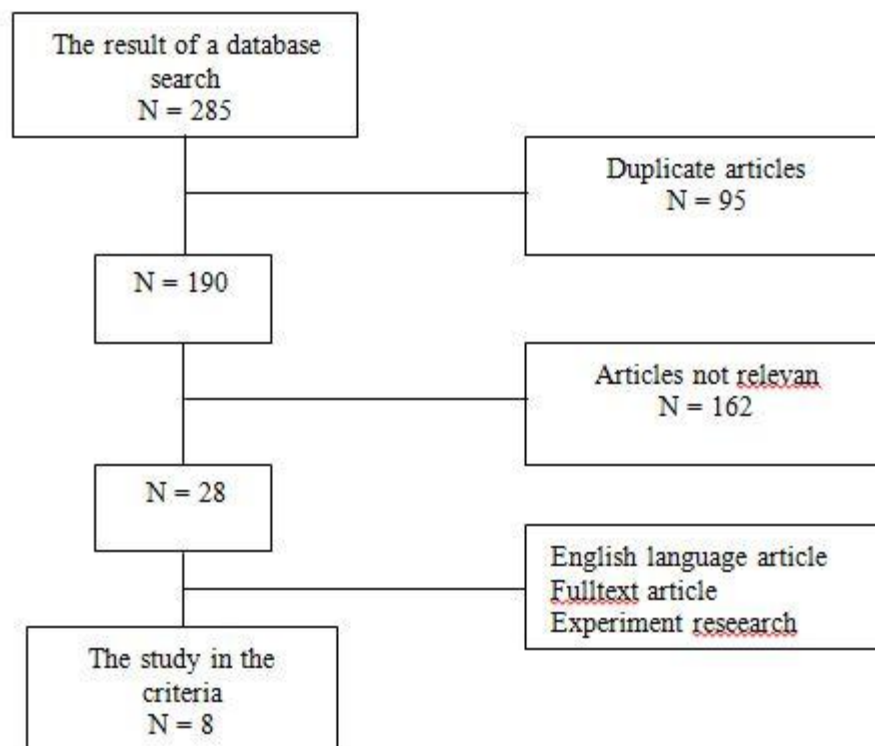 The result of a database
search
N = 285
Duplicate articles
N = 95
N = 190
Articles not relevan
N = 162
N = 28
English language article
Fulltext article
Experiment reseearch
The study in the
criteria
N = 8